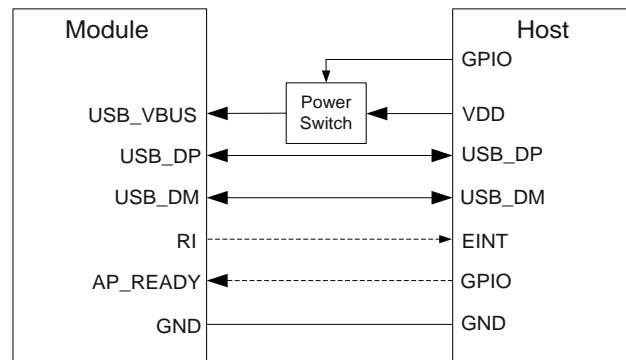 Module
Host
GPIO
Power
Switch
USB_VBUS
VDD
USB_DP
USB_DP
USB_DM
USB_DM
RI
EINT
AP_READY
GPIO
GND
GND